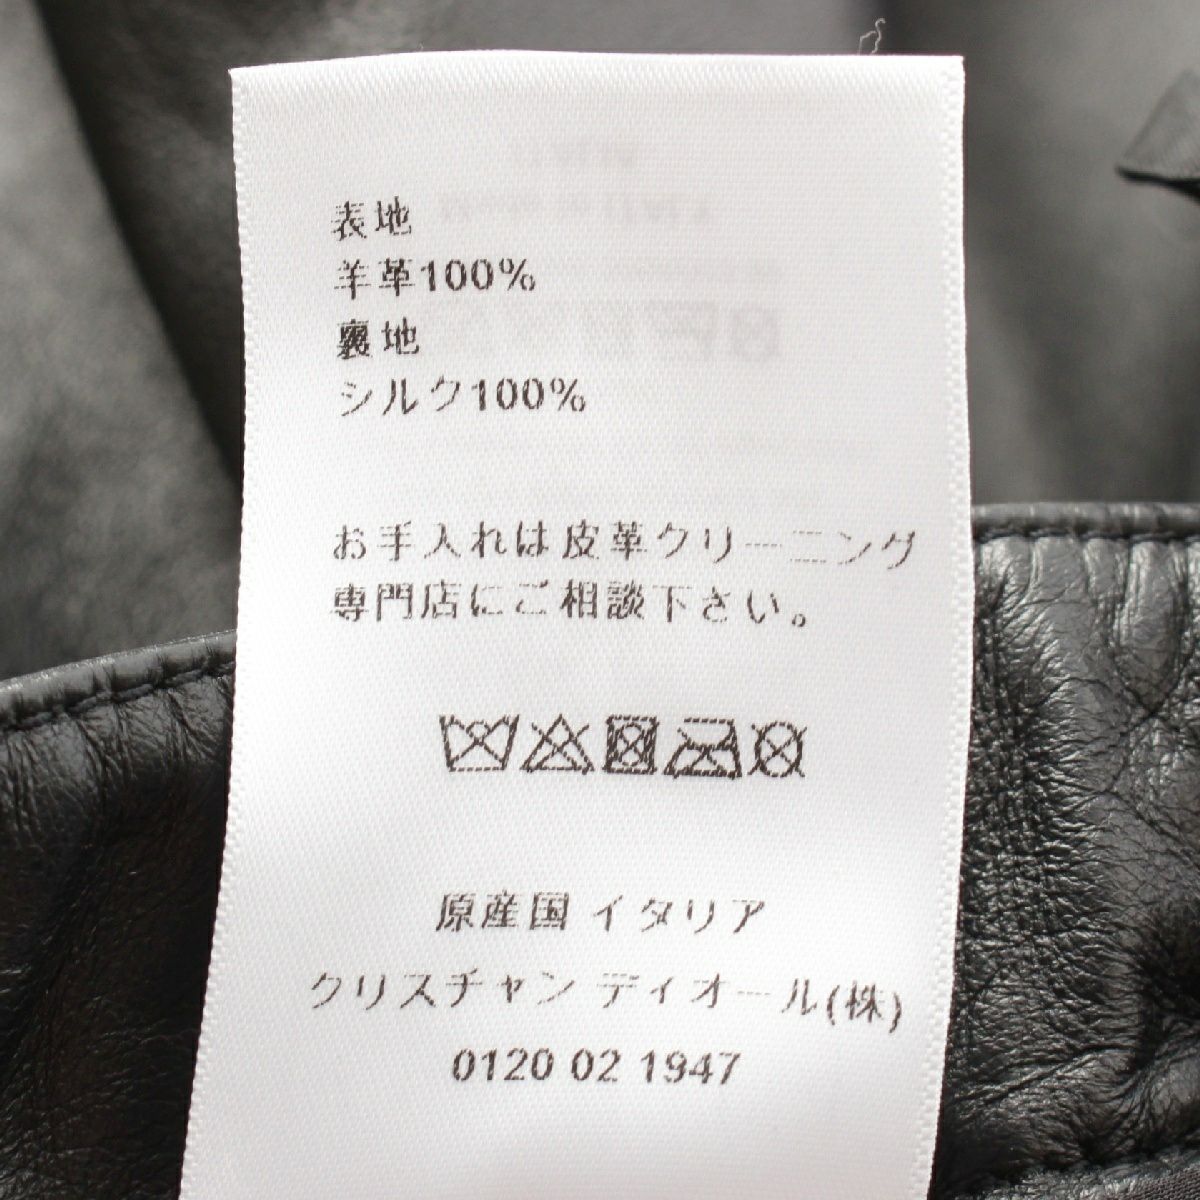 表地
羊革100%
裏地
シルク100%
お手入れは皮革クリーニング
専門店にご相談下さい。
原産国 イタリア
クリスチャン ディオール(株)
0120 02 1947